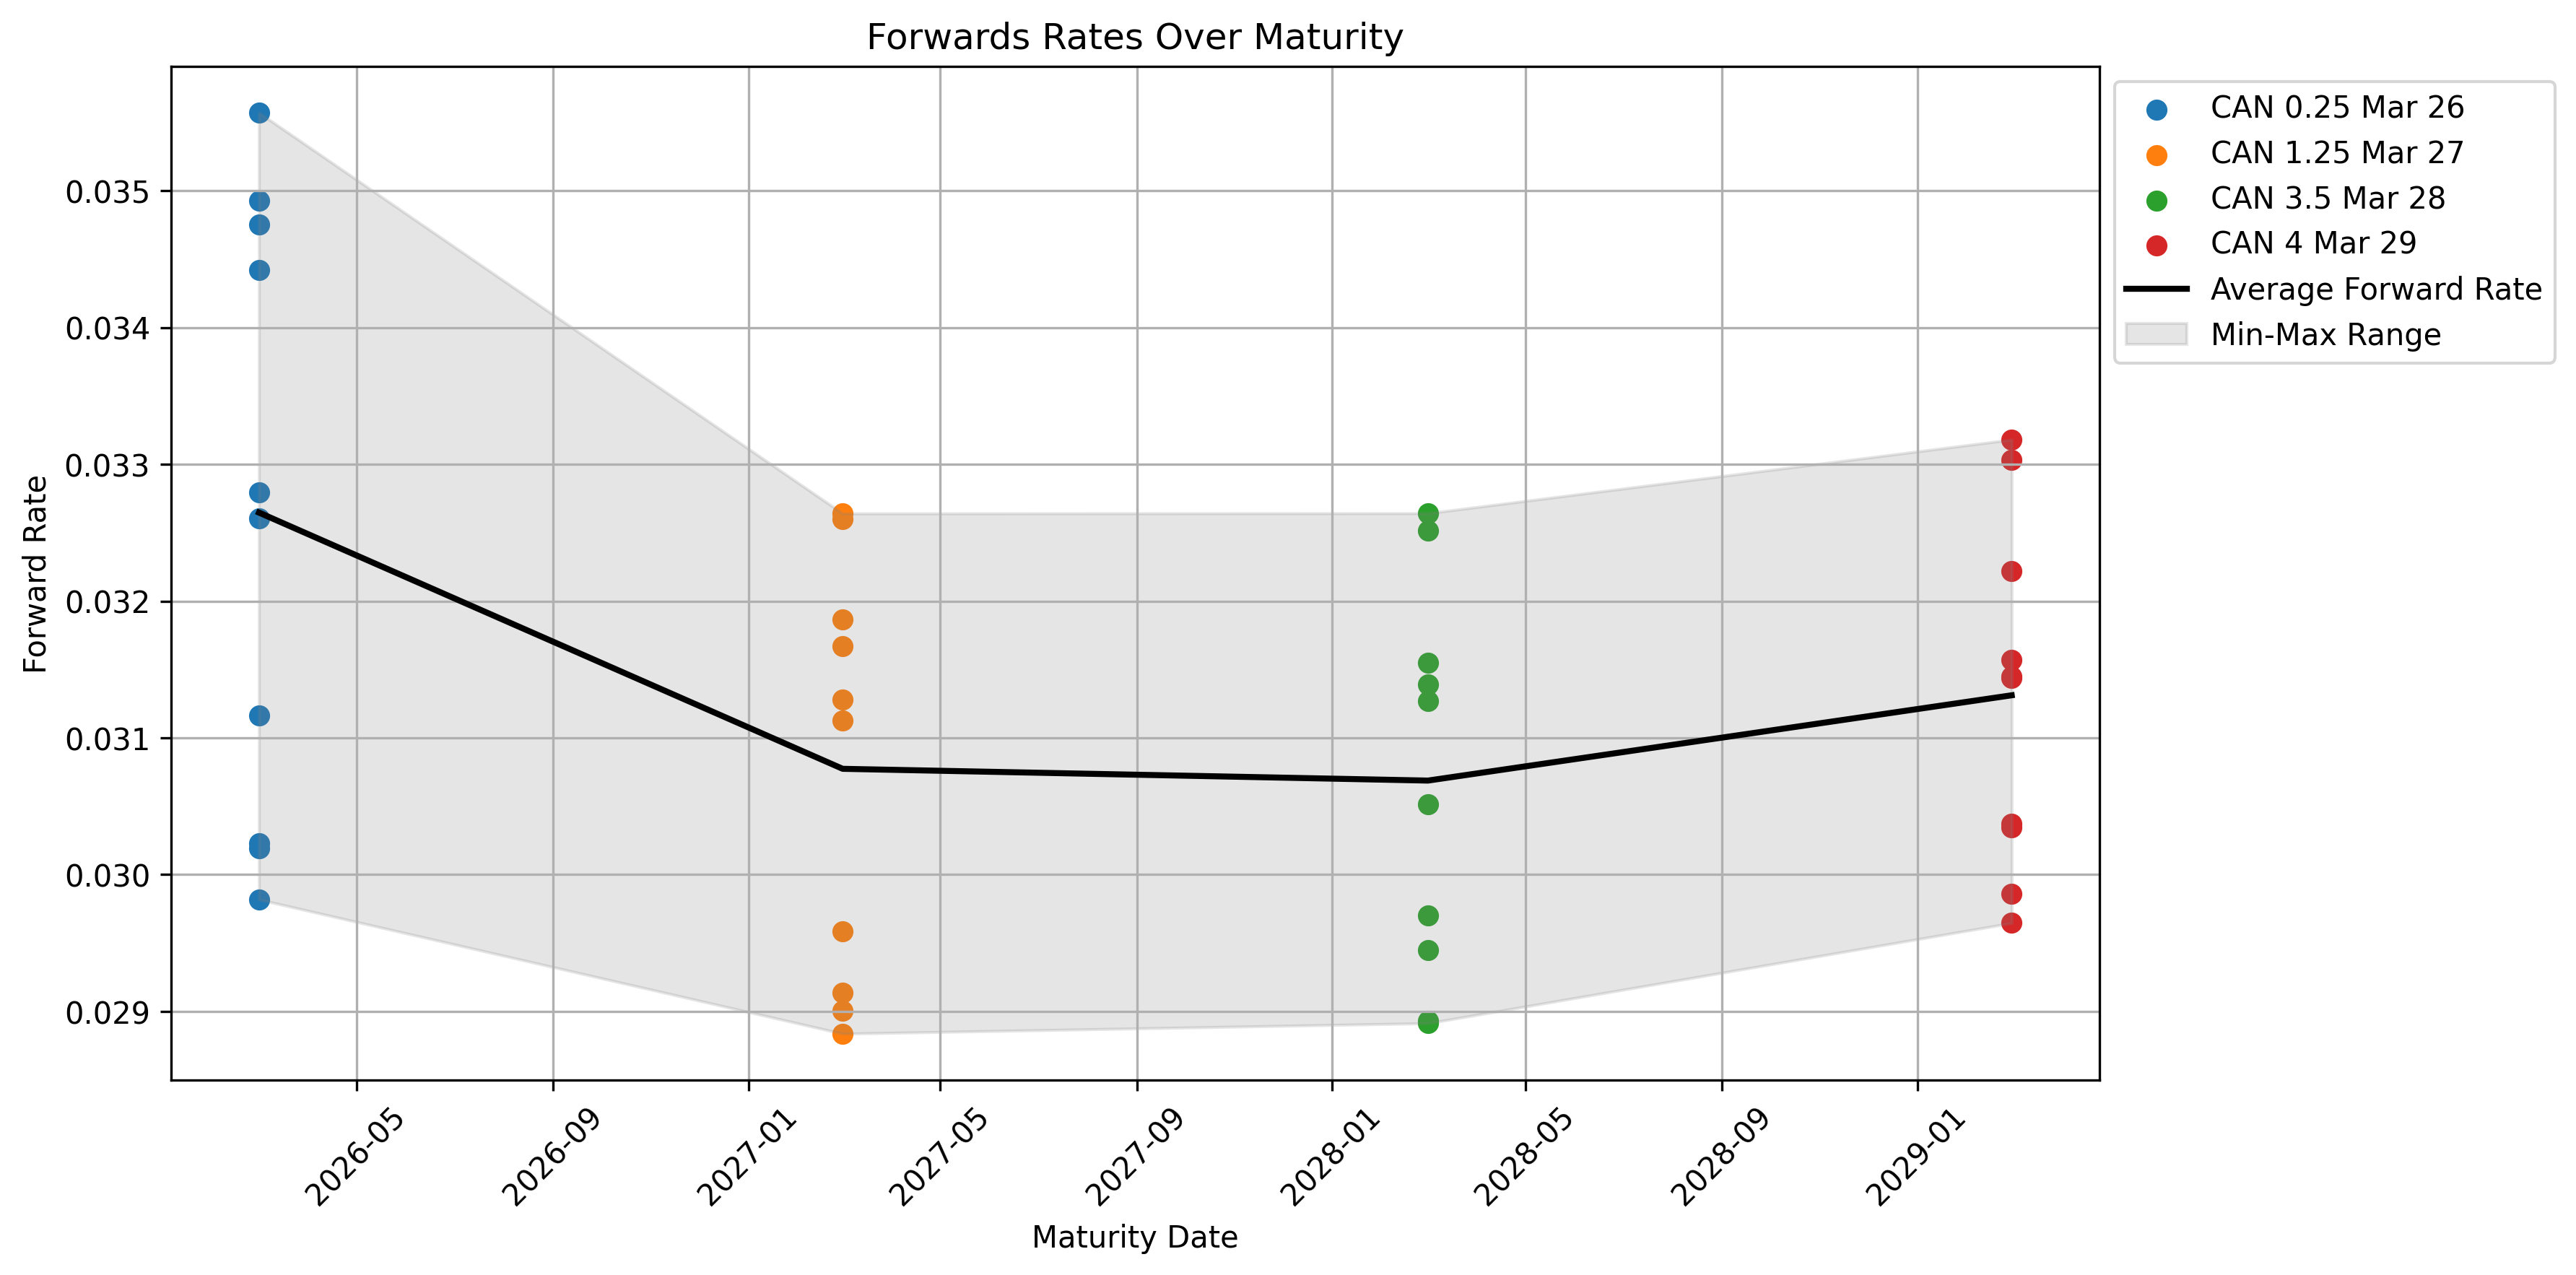 Forwards Rates Over Maturity
CAN 0.25 Mar 26
CAN 1.25 Mar 27
CAN 3.5 Mar 28
CAN 4 Mar 29
Average Forward Rate
Min-Max Range
Forward Rate
0.035
0.034
0.033
0.032
0.031
0.030
0.029
2026-05
2026-09
2027-01
2027-05
2027-09
2028-01
2028-05
2028-09
2029-01
Maturity Date